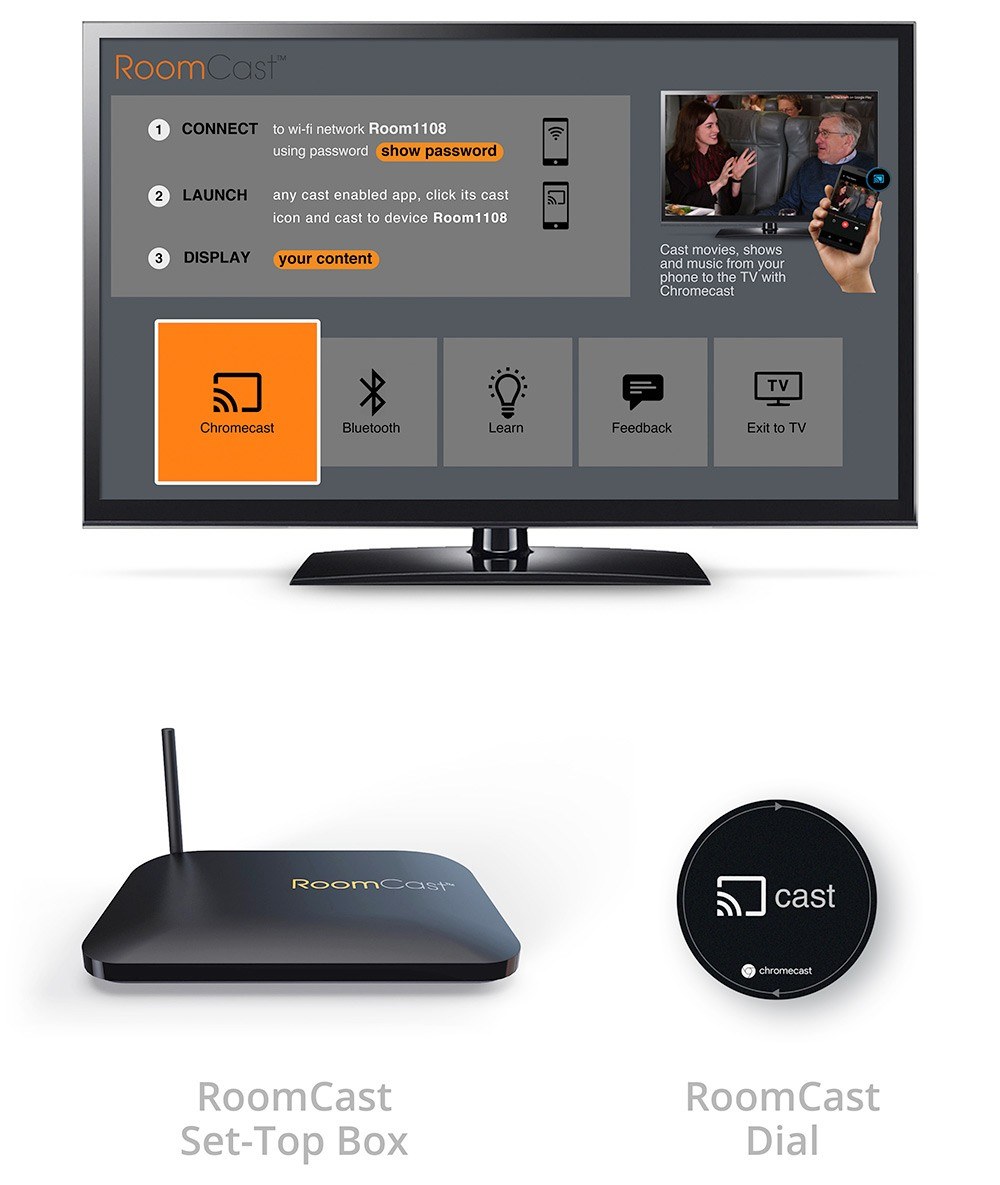 RoomCast™
1 CONNECT to wi-fi network Room1108
using password show password
2 LAUNCH any cast enabled app, click its cast
icon and cast to device Room1108
3 DISPLAY your content
Cast movies, shows
and music from your
phone to the TV with
Chromecast
Chromecast
Bluetooth
Learn
Feedback
TV
Exit to TV
RoomCast™
cast
chromecast
RoomCast
Set-Top Box
RoomCast
Dial